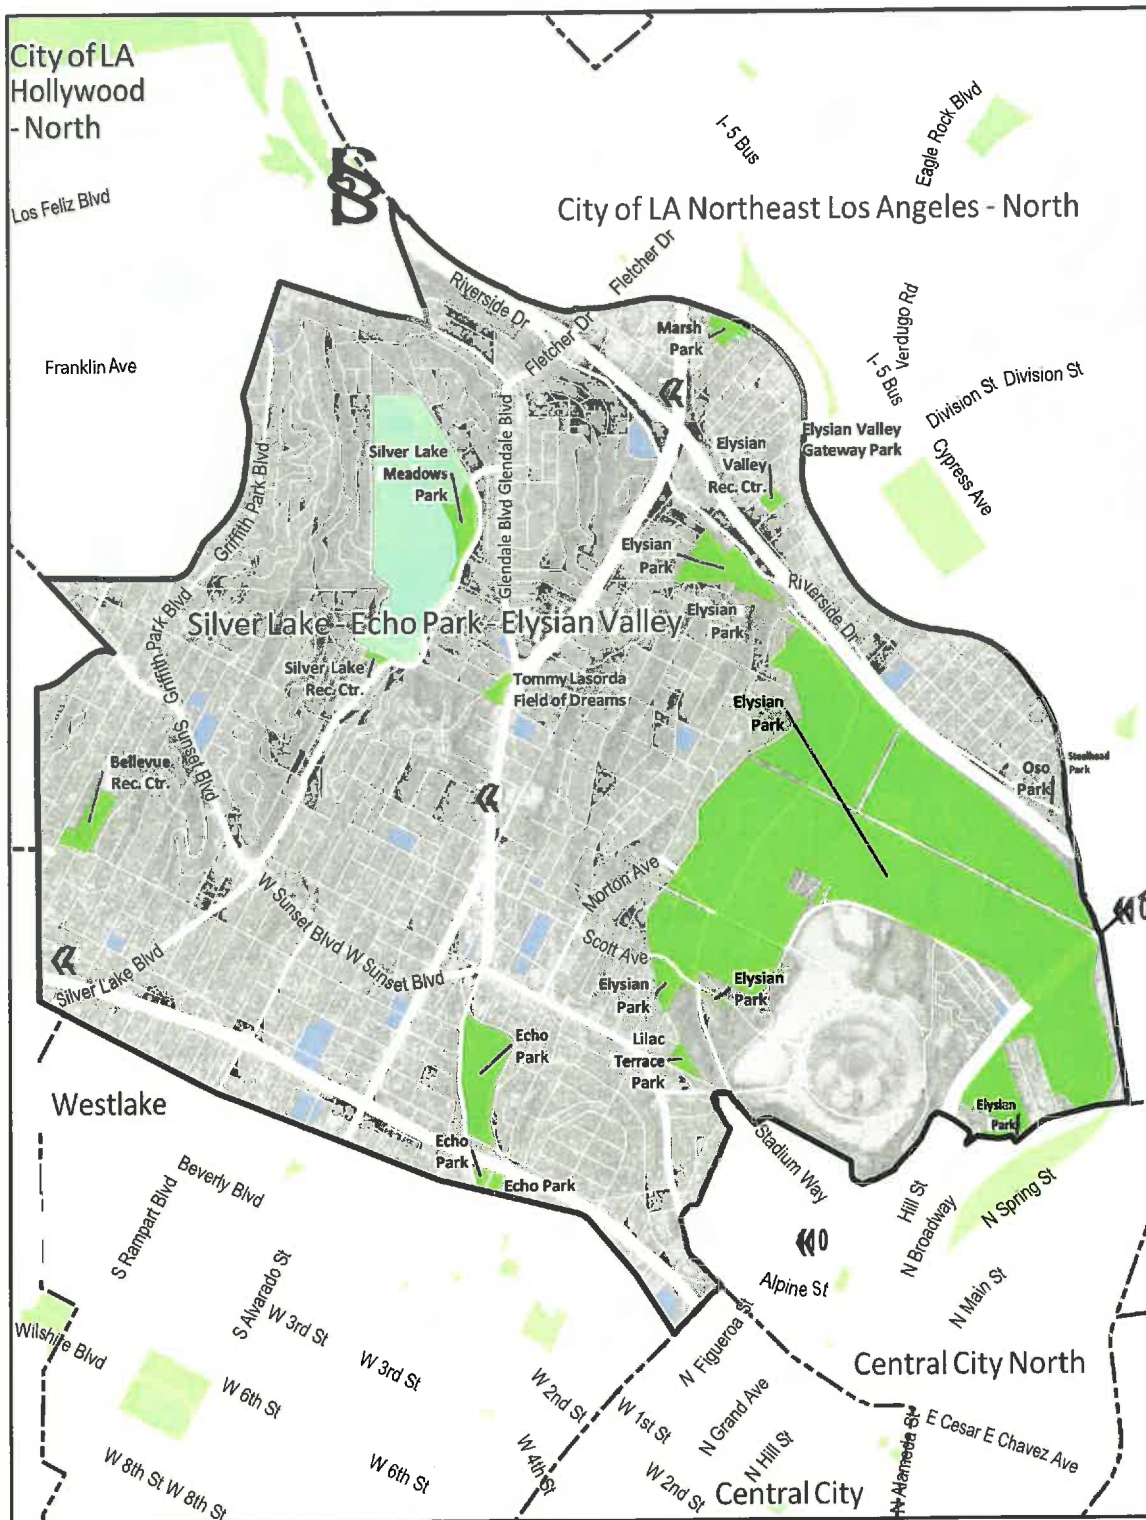 City of LA
Hollywood
- North
Los Feliz Blvd
I-5 Bus
Eagle Rock Blvd
City of LA Northeast Los Angeles - North
Fletcher Dr
Riverside Dr
Fletcher Dr
Marsh
Park
Verdugo Rd
I-5 Bus
Franklin Ave
Division St Division St
Glendale Blvd Glendale Blvd
Elysian Valley
Gateway Park
Cypress Ave
Silver Lake
Meadows
Park
Elysian
Valley
Rec. Ctr.
Griffith Park Blvd
Elysian
Park
Riverside Dr
Elysian
Park
Griffith Park Blvd
Silver Lake - Echo Park - Elysian Valley
Silver Lake
Rec. Ctr.
Tommy Lasorda
Field of Dreams
Elysian
Park
Sunset Blvd
Bellevue
Rec. Ctr.
Oso
Park
Steelhead
Park
Morton Ave
W Sunset Blvd W Sunset Blvd
Scott Ave
Silver Lake Blvd
Elysian
Park
Elysian
Park
Echo
Park
Lilac
Terrace
Park
Westlake
Elysian
Park
Echo
Park
Echo Park
Stadium Way
Beverly Blvd
S Rampart Blvd
Hill St
N Broadway
N Spring St
0
Alpine St
S Alvarado St
W 3rd St
N Main St
Wilshire Blvd
W 3rd St
N Figueroa St
Central City North
W 6th St
W 2nd St
W 1st St
N Grand Ave
N Hill St
N Alameda St
E Cesar E Chavez Ave
W 8th St W 8th St
W 6th St
W 4th St
W 2nd St
Central City